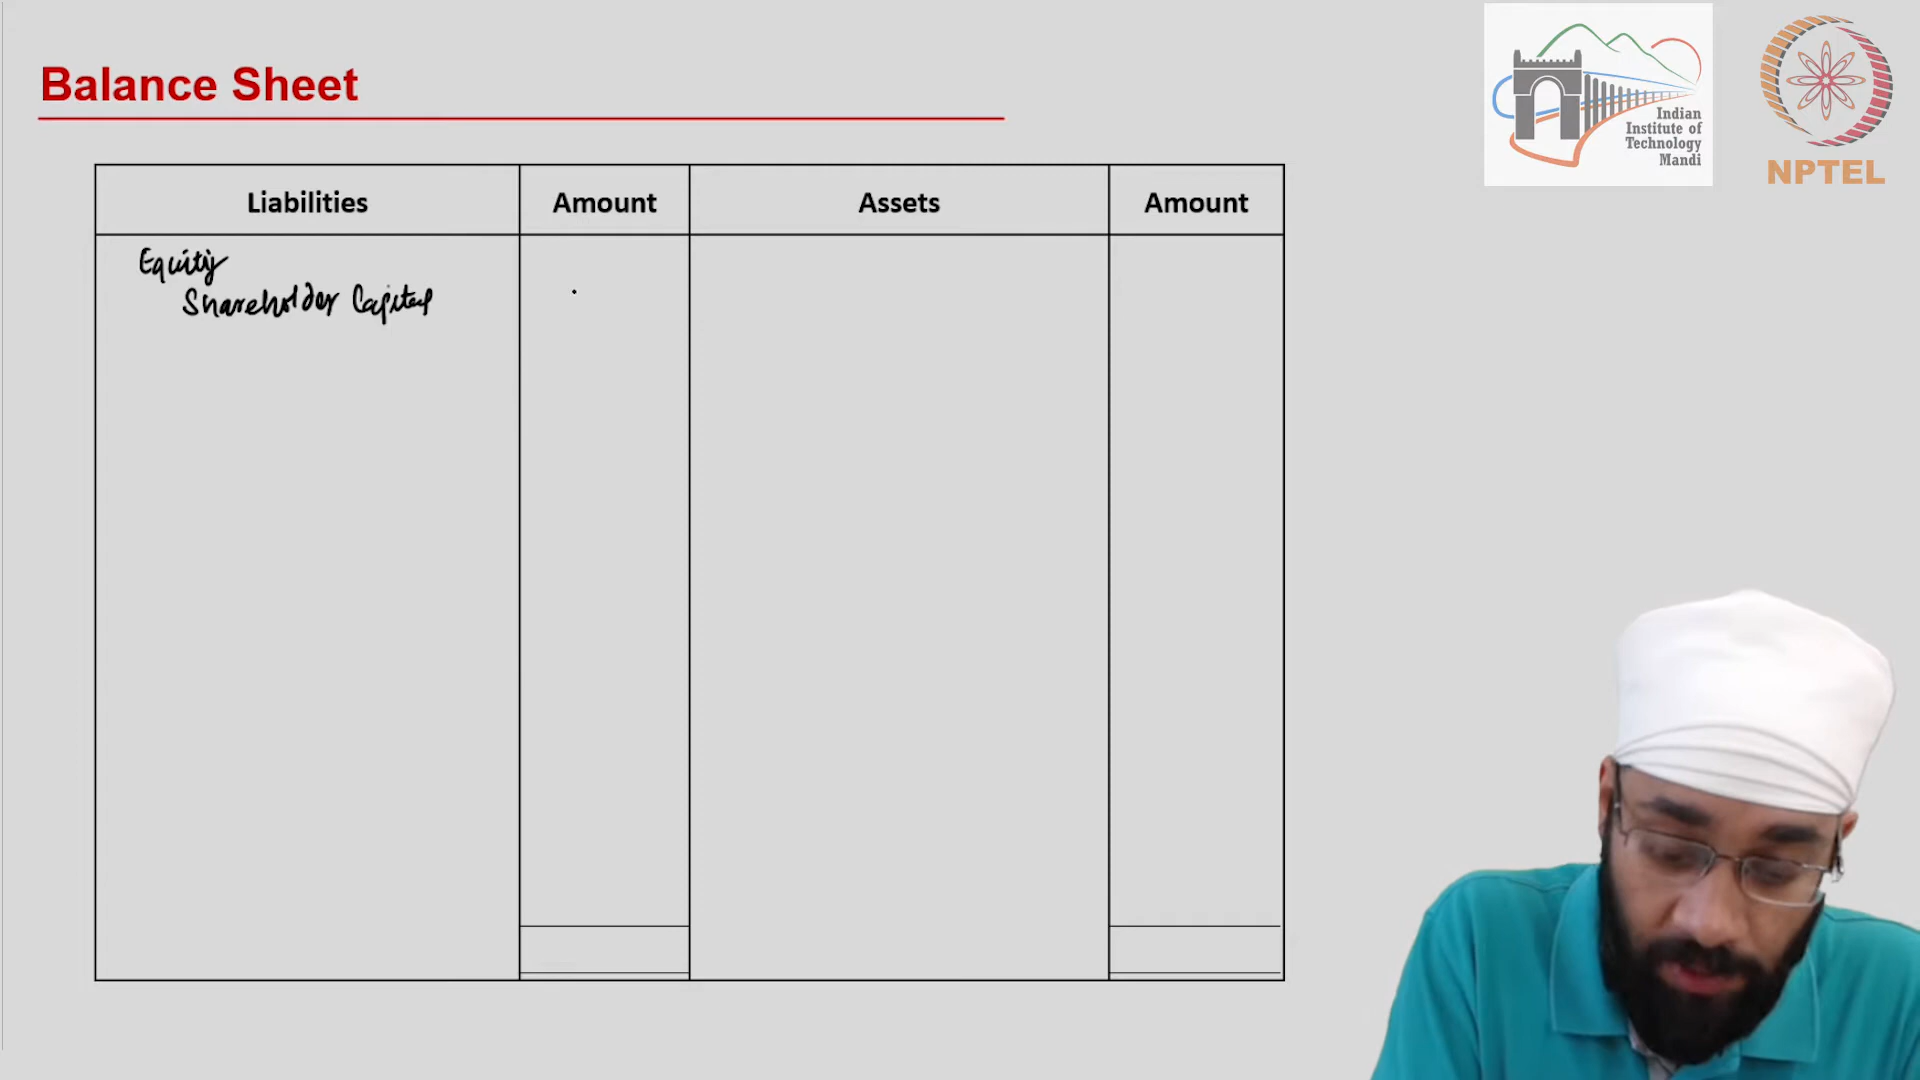 Balance Sheet
Indian
Institute of
Technology
Mandi
NPTEL
Liabilities Amount Assets Amount
Equity
Shareholder Capital